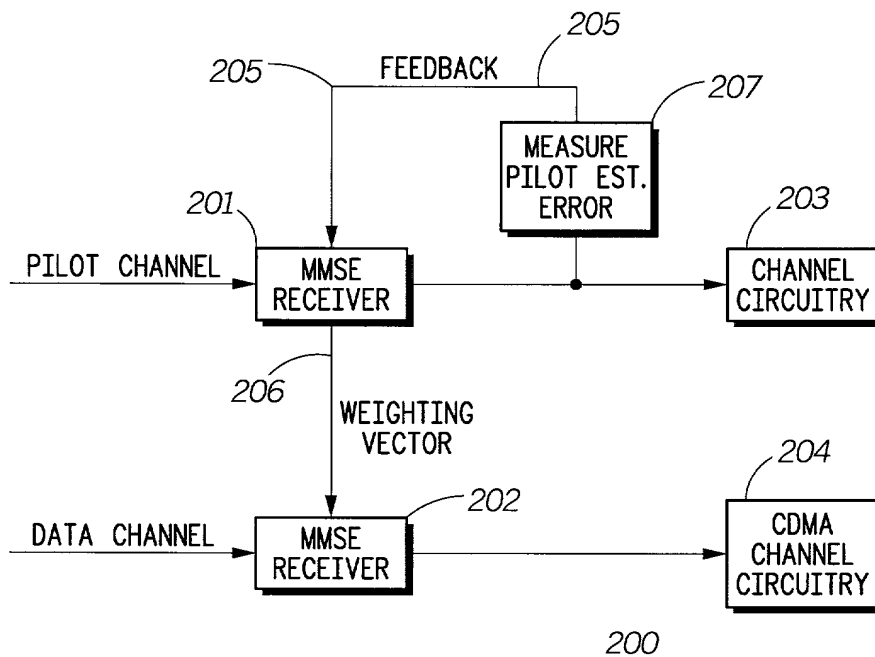 205
205
FEEDBACK
207
MEASURE
PILOT EST.
ERROR
201
203
PILOT CHANNEL
MMSE
RECEIVER
CHANNEL
CIRCUITRY
206
WEIGHTING
VECTOR
202
204
DATA CHANNEL
MMSE
RECEIVER
CDMA
CHANNEL
CIRCUITRY
200